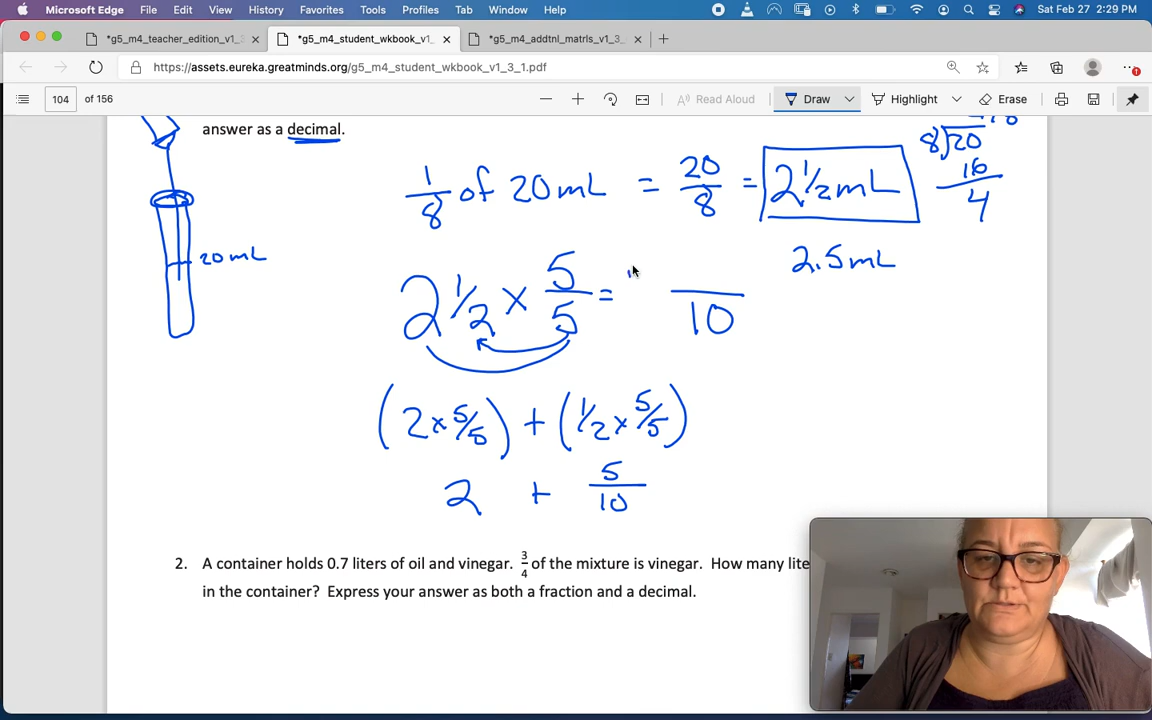 Microsoft Edge File Edit View History Favorites Tools Profiles Tab Window Help Sat Feb 27 2:29 PM
*g5_m4_teacher_edition_v1_3 *g5_m4_student_wkbook_v1_ *g5_m4_addtnl_matrls_v1_3_
https://assets.eureka.greatminds.org/g5_m4_student_wkbook_v1_3_1.pdf
104 of 156 Read Aloud Draw Highlight Erase
answer as a decimal.
1/8 of 20 mL = 20/8 = 2 1/2 mL
8)20
16
4
20 mL
2.5 mL
2 1/2 × 5/5 = /10
(2 × 5/5) + (1/2 × 5/5)
2 + 5/10
2. A container holds 0.7 liters of oil and vinegar. 3/4 of the mixture is vinegar. How many lite
in the container? Express your answer as both a fraction and a decimal.